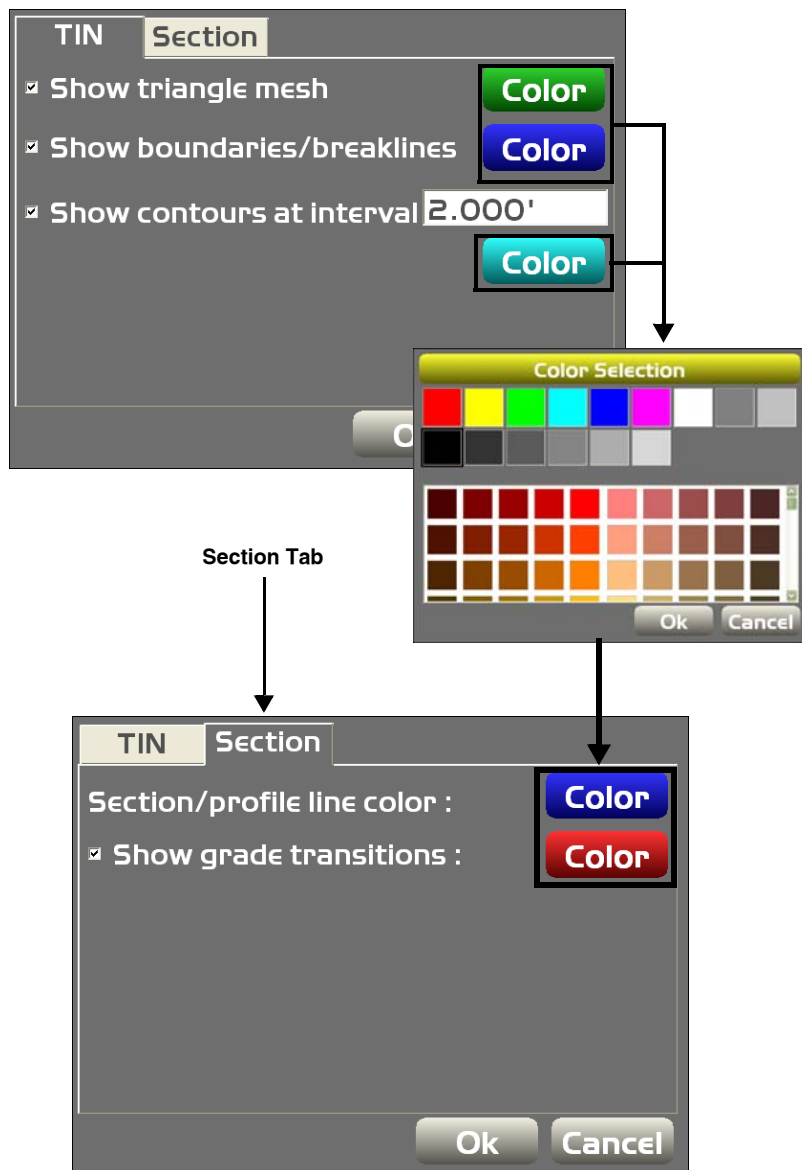 TIN Section
Show triangle mesh Color
Show boundaries/breaklines Color
Show contours at interval 2.000'
Color
Color Selection
Ok Cancel
Section Tab
TIN Section
Section/profile line color : Color
Show grade transitions : Color
Ok Cancel